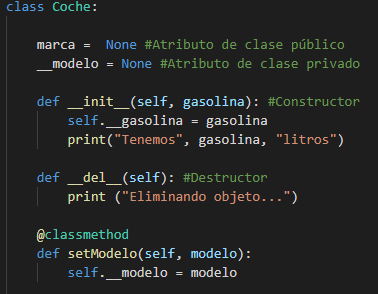 class Coche:
marca =  None #Atributo de clase público
__modelo = None #Atributo de clase privado
def __init__(self, gasolina): #Constructor
self.__gasolina = gasolina
print("Tenemos", gasolina, "litros")
def __del__(self): #Destructor
print ("Eliminando objeto...")
@classmethod
def setModelo(self, modelo):
self.__modelo = modelo